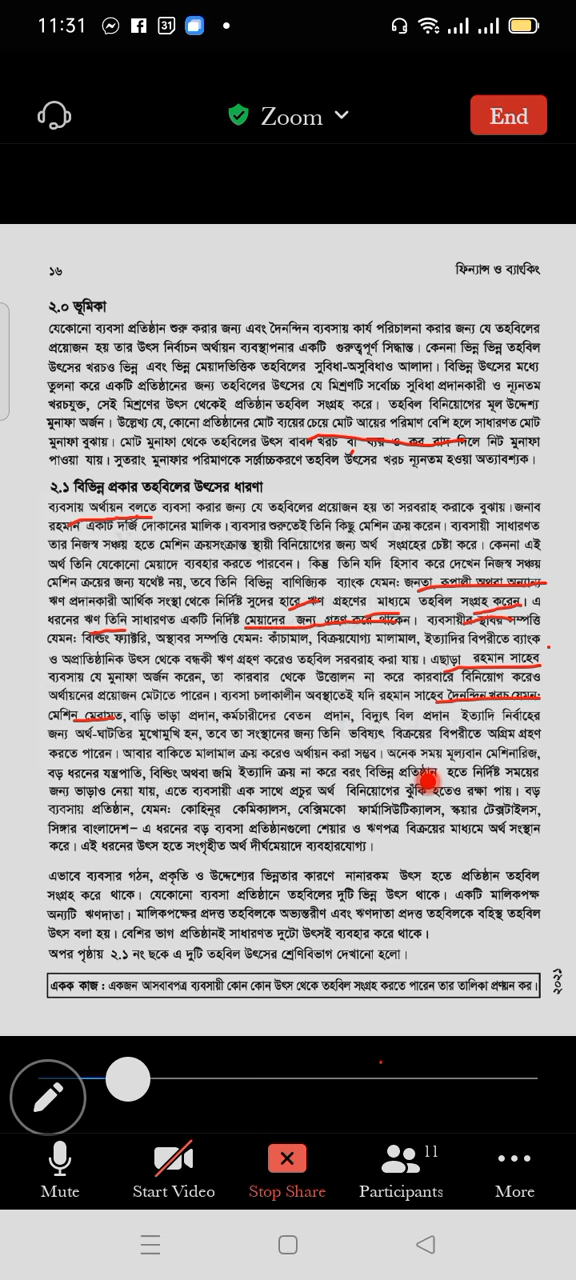 11:31
31
Zoom
End
১৬ ফিন্যান্স ও ব্যাংকিং
২.০ ভূমিকা
যেকোনো ব্যবসা প্রতিষ্ঠান শুরু করার জন্য এবং দৈনন্দিন ব্যবসায় কার্য পরিচালনা করার জন্য যে তহবিলের
প্রয়োজন হয় তার উৎস নির্বাচন অর্থায়ন ব্যবস্থাপনার একটি গুরুত্বপূর্ণ সিদ্ধান্ত। কেননা ভিন্ন ভিন্ন তহবিল
উৎসের খরচও ভিন্ন এবং ভিন্ন মেয়াদভিত্তিক তহবিলের সুবিধা-অসুবিধাও আলাদা। বিভিন্ন উৎসের মধ্যে
তুলনা করে একটি প্রতিষ্ঠানের জন্য তহবিলের উৎসের যে মিশ্রণটি সর্বোচ্চ সুবিধা প্রদানকারী ও ন্যূনতম
খরচযুক্ত, সেই মিশ্রণের উৎস থেকেই প্রতিষ্ঠান তহবিল সংগ্রহ করে। তহবিল বিনিয়োগের মূল উদ্দেশ্য
মুনাফা অর্জন। উল্লেখ্য যে, কোনো প্রতিষ্ঠানের মোট ব্যয়ের চেয়ে মোট আয়ের পরিমাণ বেশি হলে সাধারণত মোট
মুনাফা বুঝায়। মোট মুনাফা থেকে তহবিলের উৎস বাবদ খরচ বা ব্যয় ও কর বাদ দিলে নিট মুনাফা
পাওয়া যায়। সুতরাং মুনাফার পরিমাণকে সর্বোচ্চকরণে তহবিল উৎসের খরচ ন্যূনতম হওয়া অত্যাবশ্যক।
২.১ বিভিন্ন প্রকার তহবিলের উৎসের ধারণা
ব্যবসায় অর্থায়ন বলতে ব্যবসা করার জন্য যে তহবিলের প্রয়োজন হয় তা সরবরাহ করাকে বুঝায়। জনাব
রহমান একটি দর্জি দোকানের মালিক। ব্যবসার শুরুতেই তিনি কিছু মেশিন ক্রয় করেন। ব্যবসায়ী সাধারণত
তার নিজস্ব সঞ্চয় হতে মেশিন ক্রয়সংক্রান্ত স্থায়ী বিনিয়োগের জন্য অর্থ সংগ্রহের চেষ্টা করে। কেননা এই
অর্থ তিনি যেকোনো মেয়াদে ব্যবহার করতে পারবেন। কিন্তু তিনি যদি হিসাব করে দেখেন নিজস্ব সঞ্চয়
মেশিন ক্রয়ের জন্য যথেষ্ট নয়, তবে তিনি বিভিন্ন বাণিজ্যিক ব্যাংক যেমন: জনতা, রূপালী অথবা অন্যান্য
ঋণ প্রদানকারী আর্থিক সংস্থা থেকে নির্দিষ্ট সুদের হারে ঋণ গ্রহণের মাধ্যমে তহবিল সংগ্রহ করেন। এ
ধরনের ঋণ তিনি সাধারণত একটি নির্দিষ্ট মেয়াদের জন্য গ্রহণ করে থাকেন। ব্যবসায়ীর স্থাবর সম্পত্তি
যেমন: বিল্ডিং ফ্যাক্টরি, অস্থাবর সম্পত্তি যেমন: কাঁচামাল, বিক্রয়যোগ্য মালামাল, ইত্যাদির বিপরীতে ব্যাংক
ও অপ্রাতিষ্ঠানিক উৎস থেকে বন্ধকী ঋণ গ্রহণ করেও তহবিল সরবরাহ করা যায়। এছাড়া রহমান সাহেব
ব্যবসায় যে মুনাফা অর্জন করেন, তা কারবার থেকে উত্তোলন না করে কারবারে বিনিয়োগ করেও
অর্থায়নের প্রয়োজন মেটাতে পারেন। ব্যবসা চলাকালীন অবস্থাতেই যদি রহমান সাহেব দৈনন্দিন খরচ যেমন:
মেশিন মেরামত, বাড়ি ভাড়া প্রদান, কর্মচারীদের বেতন প্রদান, বিদ্যুৎ বিল প্রদান ইত্যাদি নির্বাহের
জন্য অর্থ-ঘাটতির মুখোমুখি হন, তবে তা সংস্থানের জন্য তিনি ভবিষ্যৎ বিক্রয়ের বিপরীতে অগ্রিম গ্রহণ
করতে পারেন। আবার বাকিতে মালামাল ক্রয় করেও অর্থায়ন করা সম্ভব। অনেক সময় মূল্যবান মেশিনারিজ,
বড় ধরনের যন্ত্রপাতি, বিল্ডিং অথবা জমি ইত্যাদি ক্রয় না করে বরং বিভিন্ন প্রতিষ্ঠান হতে নির্দিষ্ট সময়ের
জন্য ভাড়াও নেয়া যায়, এতে ব্যবসায়ী এক সাথে প্রচুর অর্থ বিনিয়োগের ঝুঁকি হতেও রক্ষা পায়। বড়
ব্যবসায় প্রতিষ্ঠান, যেমন: কোহিনূর কেমিক্যালস, বেক্সিমকো ফার্মাসিউটিক্যালস, স্কয়ার টেক্সটাইলস,
সিঙ্গার বাংলাদেশ– এ ধরনের বড় ব্যবসা প্রতিষ্ঠানগুলো শেয়ার ও ঋণপত্র বিক্রয়ের মাধ্যমে অর্থ সংস্থান
করে। এই ধরনের উৎস হতে সংগৃহীত অর্থ দীর্ঘমেয়াদে ব্যবহারযোগ্য।
এভাবে ব্যবসার গঠন, প্রকৃতি ও উদ্দেশ্যের ভিন্নতার কারণে নানারকম উৎস হতে প্রতিষ্ঠান তহবিল
সংগ্রহ করে থাকে। যেকোনো ব্যবসা প্রতিষ্ঠানে তহবিলের দুটি ভিন্ন উৎস থাকে। একটি মালিকপক্ষ
অন্যটি ঋণদাতা। মালিকপক্ষের প্রদত্ত তহবিলকে অভ্যন্তরীণ এবং ঋণদাতা প্রদত্ত তহবিলকে বহিস্থ তহবিল
উৎস বলা হয়। বেশির ভাগ প্রতিষ্ঠানই সাধারণত দুটো উৎসই ব্যবহার করে থাকে।
অপর পৃষ্ঠায় ২.১ নং ছকে এ দুটি তহবিল উৎসের শ্রেণিবিভাগ দেখানো হলো।
একক কাজ : একজন আসবাবপত্র ব্যবসায়ী কোন কোন উৎস থেকে তহবিল সংগ্রহ করতে পারেন তার তালিকা প্রণয়ন কর।
২০২১
11
Mute Start Video Stop Share Participants More